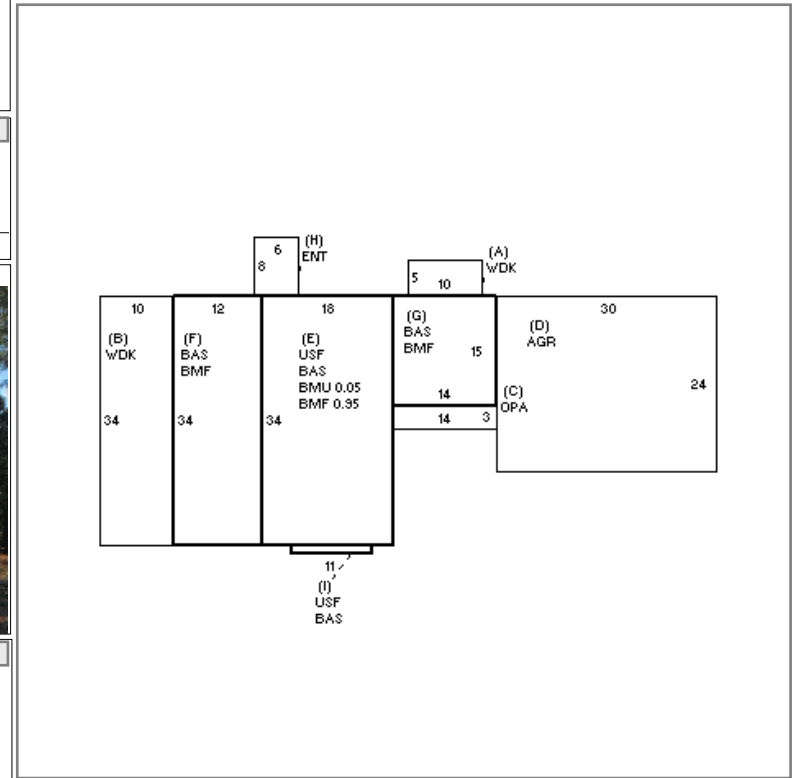 6
8
(H)
ENT
5
10
(A)
WDK
10
(B)
WDK
34
12
(F)
BAS
BMF
34
18
(E)
USF
BAS
BMU 0.05
BMF 0.95
34
(G)
BAS
BMF
15
14
14
3
(C)
OPA
30
(D)
AGR
24
11
(I)
USF
BAS